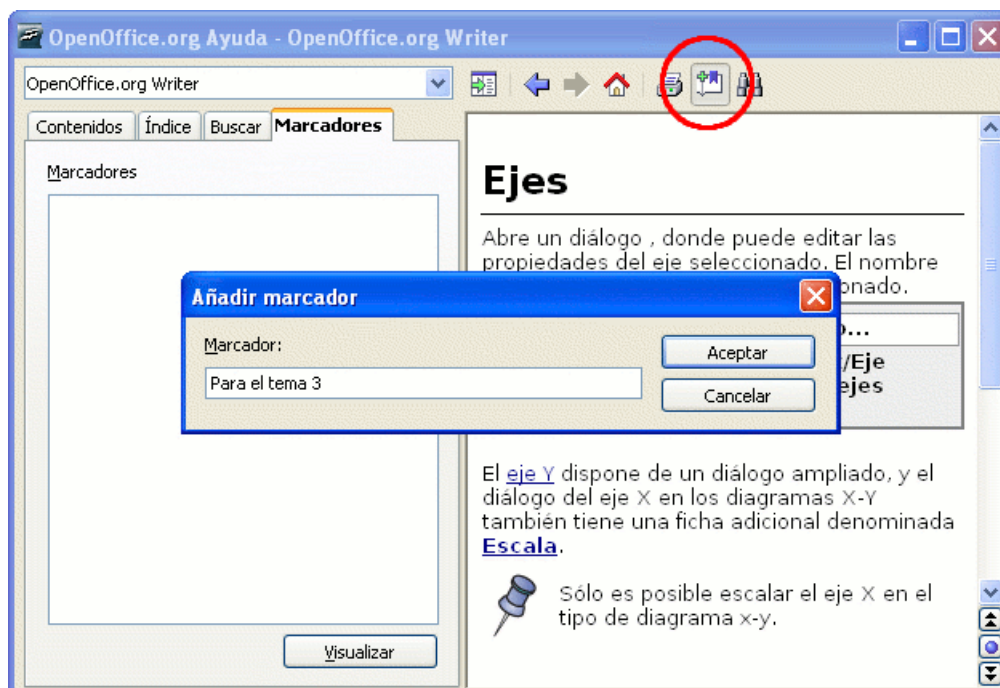 OpenOffice.org Ayuda - OpenOffice.org Writer
OpenOffice.org Writer
Contenidos Índice Buscar Marcadores
Marcadores
Visualizar
Ejes
Abre un diálogo , donde puede editar las
propiedades del eje seleccionado. El nombre
onado.
...
/Eje
ejes
Añadir marcador
Marcador:
Para el tema 3
Aceptar
Cancelar
El eje Y dispone de un diálogo ampliado, y el
diálogo del eje X en los diagramas X-Y
también tiene una ficha adicional denominada
Escala.
Sólo es posible escalar el eje X en el
tipo de diagrama x-y.